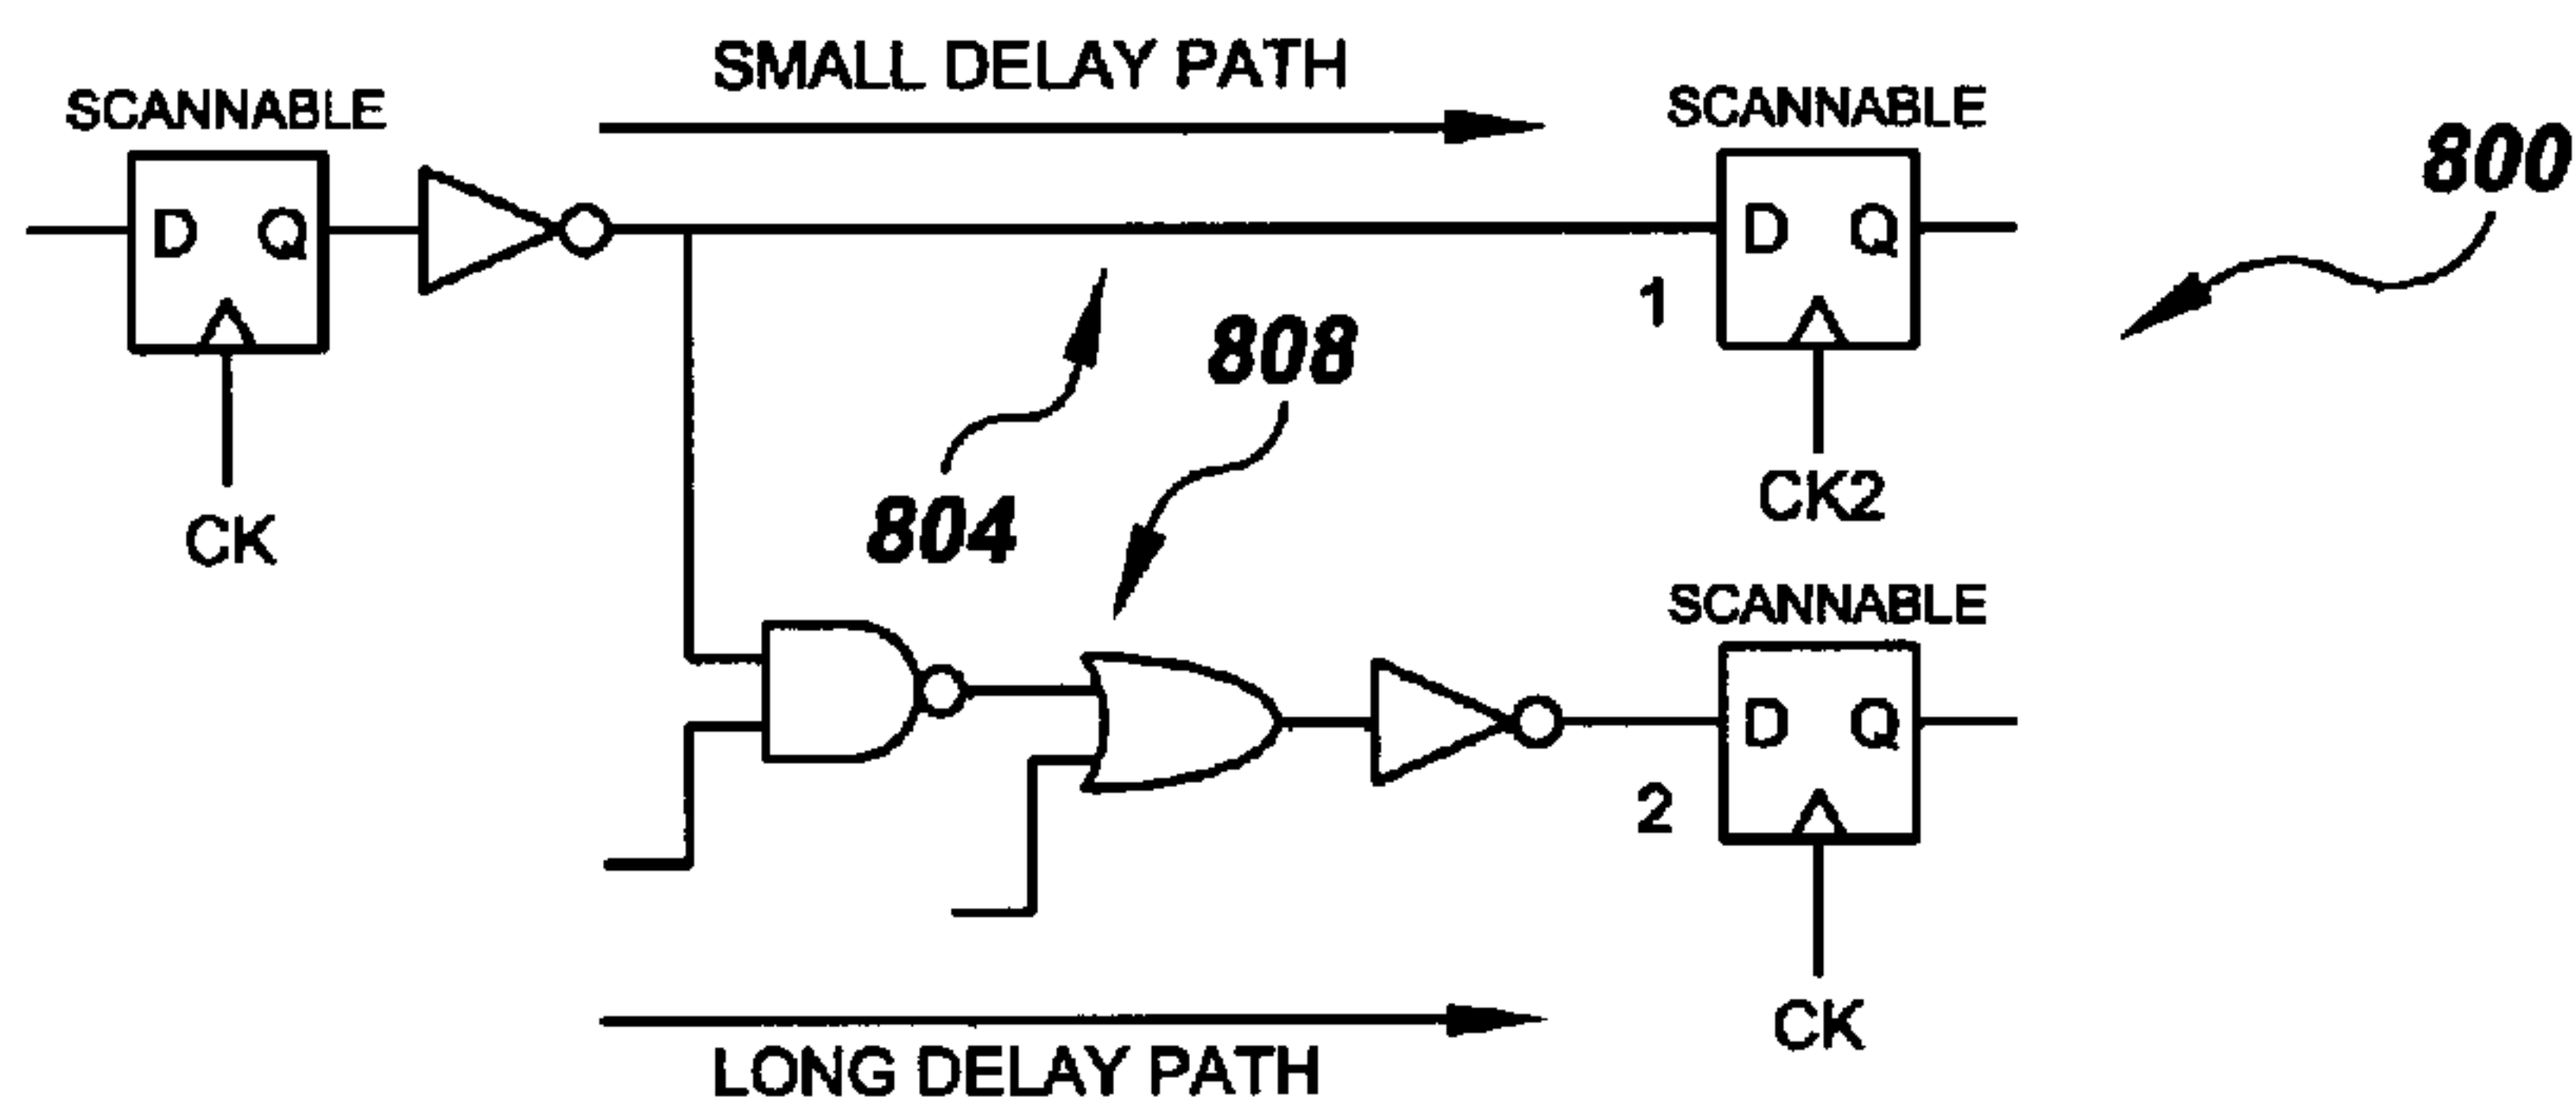 SMALL DELAY PATH
SCANNABLE
SCANNABLE
800
D Q
D Q
1
808
CK
804
CK2
SCANNABLE
D Q
2
CK
LONG DELAY PATH